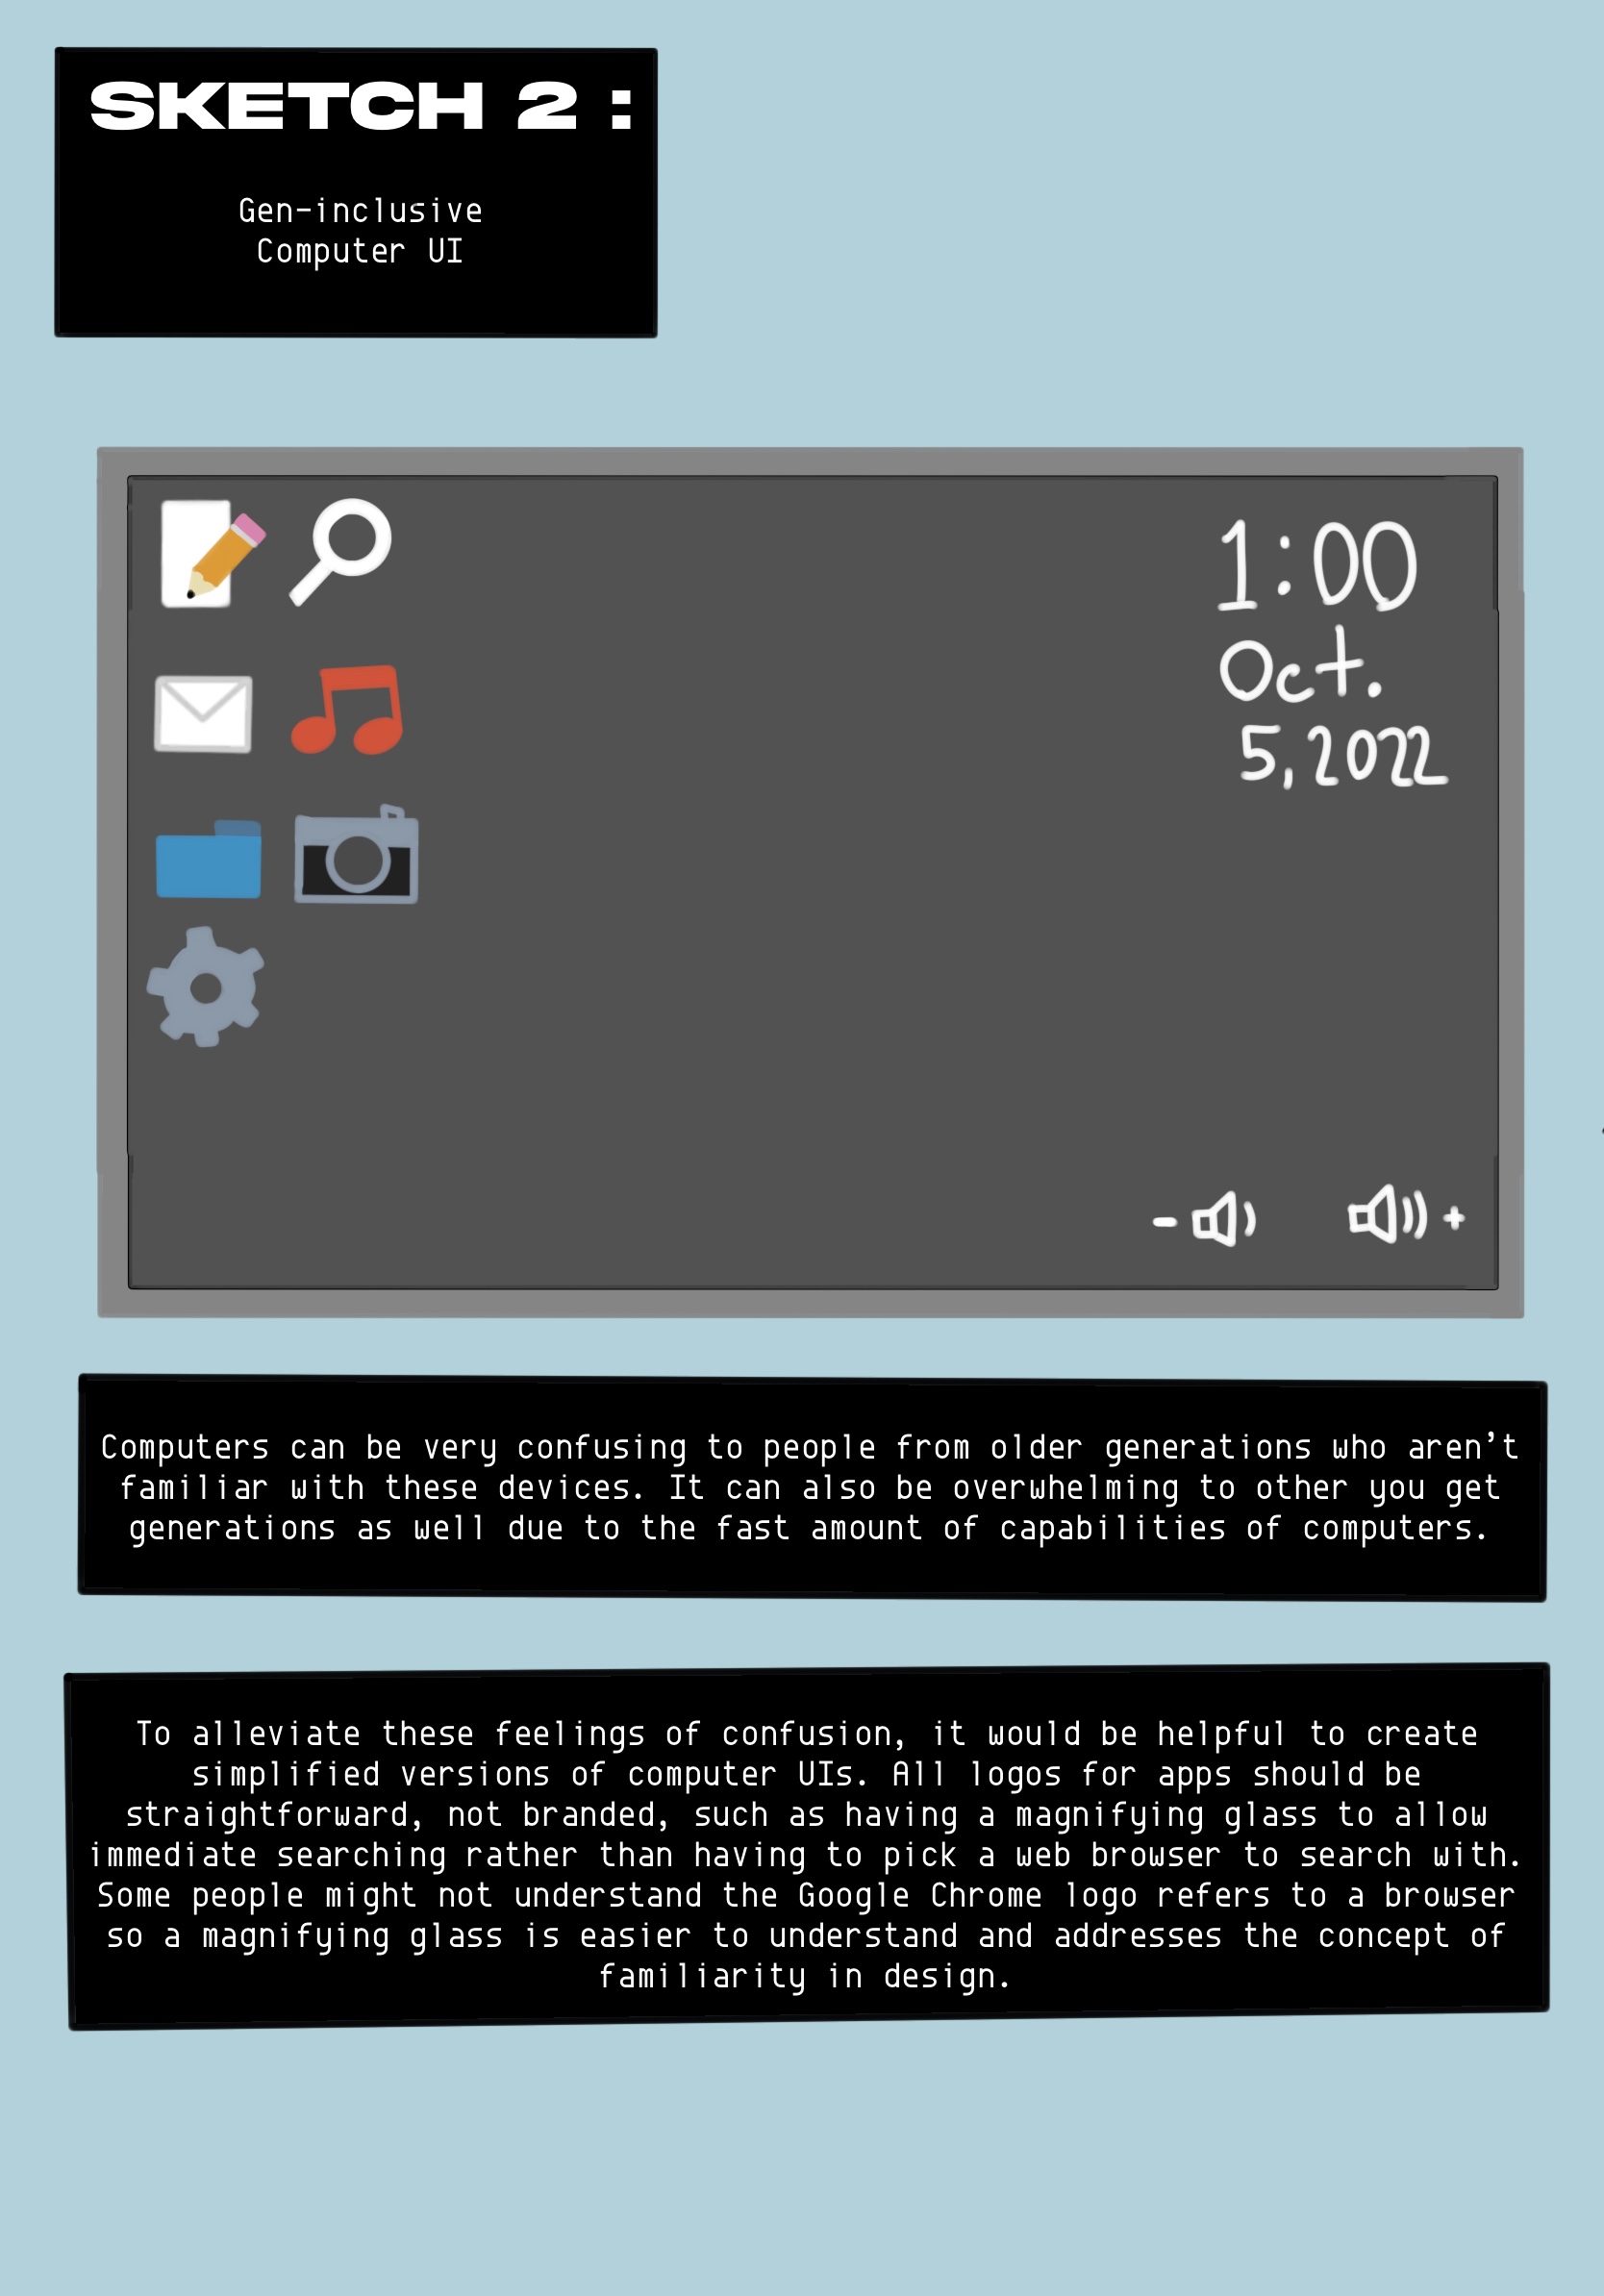 SKETCH 2 :
Gen-inclusive
Computer UI
1:00
Oct.
5,2022
-
+
Computers can be very confusing to people from older generations who aren't
familiar with these devices. It can also be overwhelming to other you get
generations as well due to the fast amount of capabilities of computers.
To alleviate these feelings of confusion, it would be helpful to create
simplified versions of computer UIs. All logos for apps should be
straightforward, not branded, such as having a magnifying glass to allow
immediate searching rather than having to pick a web browser to search with.
Some people might not understand the Google Chrome logo refers to a browser
so a magnifying glass is easier to understand and addresses the concept of
familiarity in design.